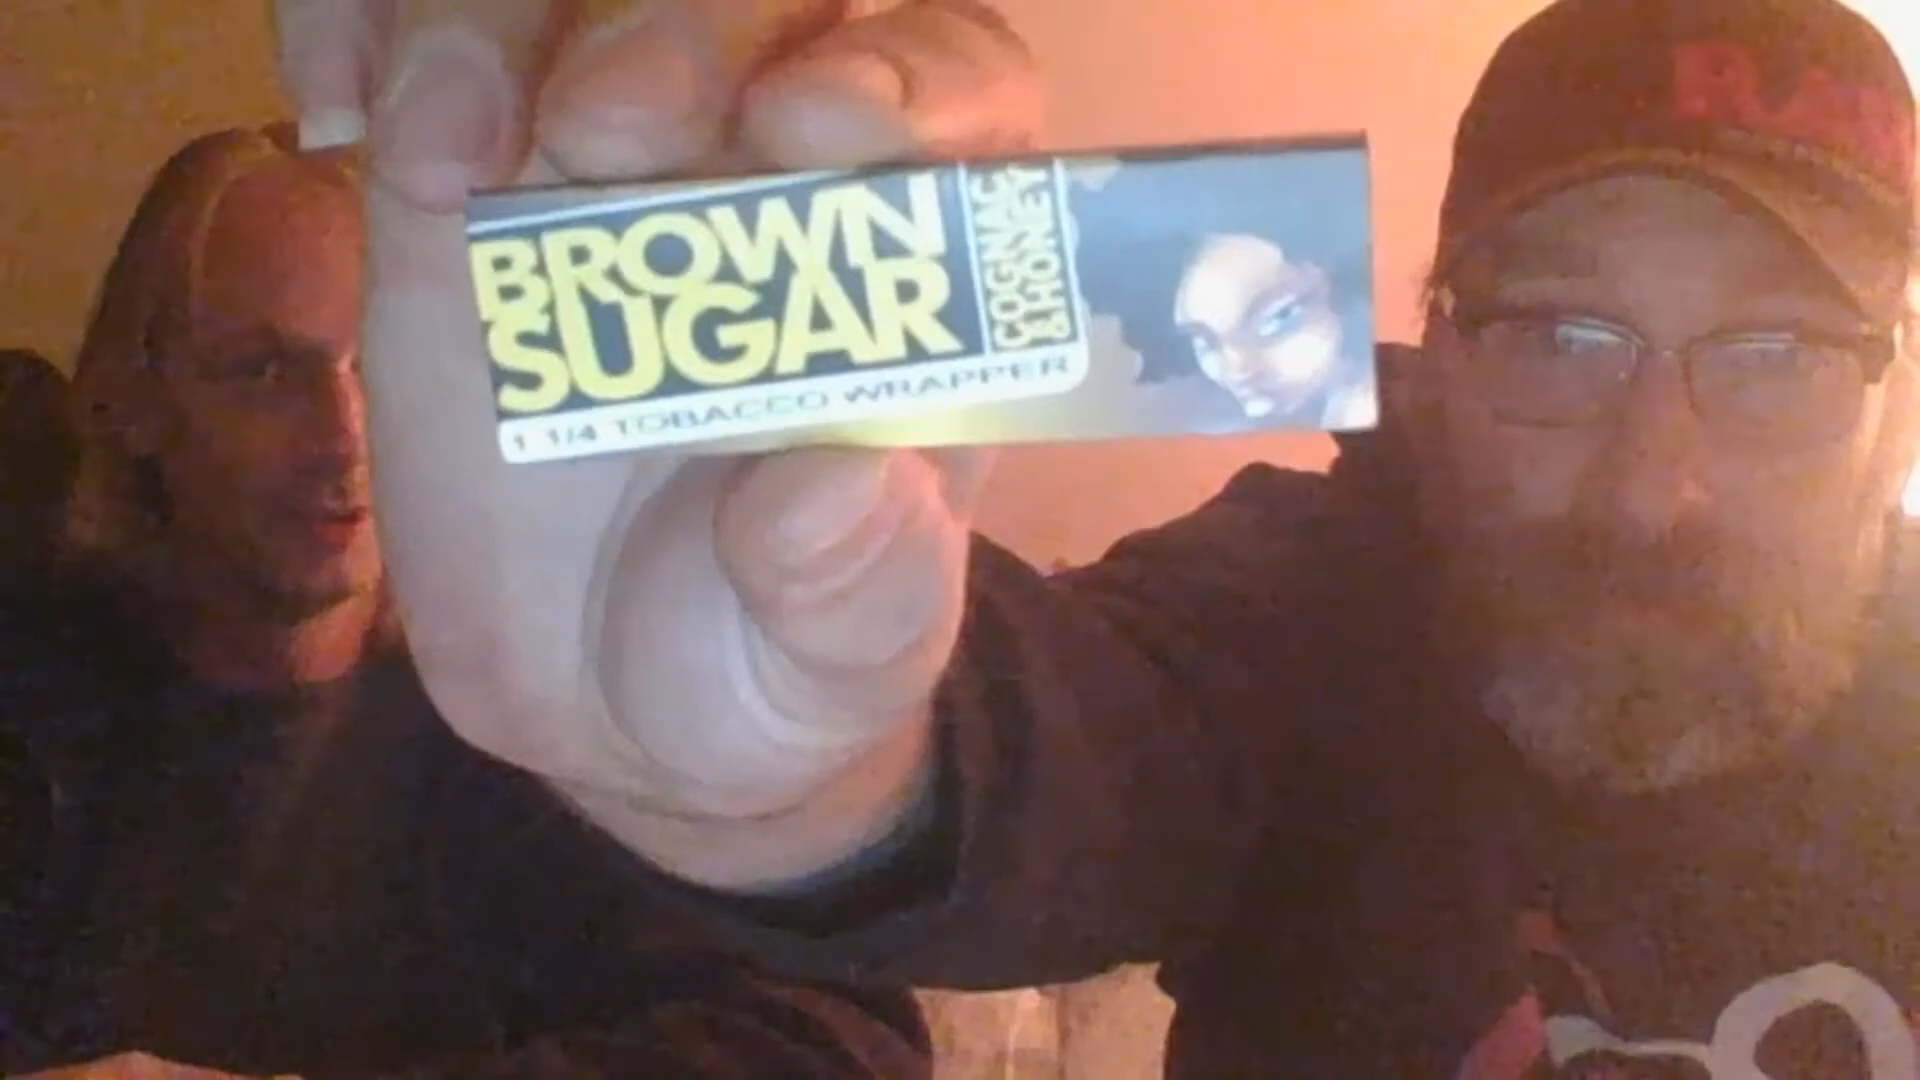 BROWN
SUGAR
COGNAC
& HONEY
1 1/4 TOBACCO WRAPPER